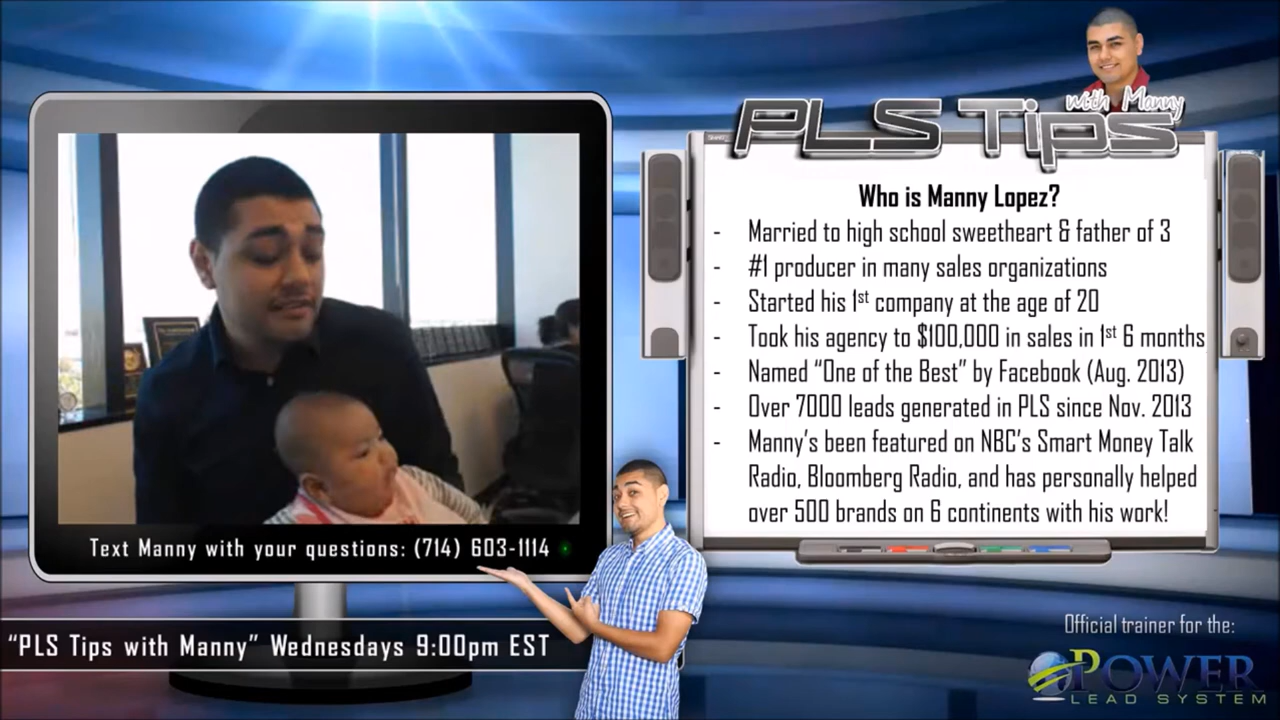 with Manny
PLS Tips
Who is Manny Lopez?
- Married to high school sweetheart & father of 3
- #1 producer in many sales organizations
- Started his 1st company at the age of 20
- Took his agency to $100,000 in sales in 1st 6 months
- Named “One of the Best” by Facebook (Aug. 2013)
- Over 7000 leads generated in PLS since Nov. 2013
- Manny’s been featured on NBC’s Smart Money Talk
Radio, Bloomberg Radio, and has personally helped
over 500 brands on 6 continents with his work!
Text Manny with your questions: (714) 603-1114
“PLS Tips with Manny” Wednesdays 9:00pm EST
Official trainer for the:
POWER
LEAD SYSTEM